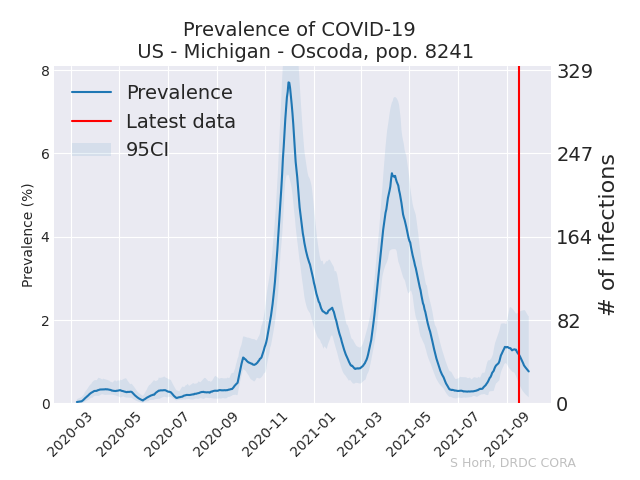 Prevalence of COVID-19
US - Michigan - Oscoda, pop. 8241
Prevalence
Latest data
95CI
Prevalence (%)
8
6
4
2
0
329
247
164
82
0
# of infections
2020-03
2020-05
2020-07
2020-09
2020-11
2021-01
2021-03
2021-05
2021-07
2021-09
S Horn, DRDC CORA